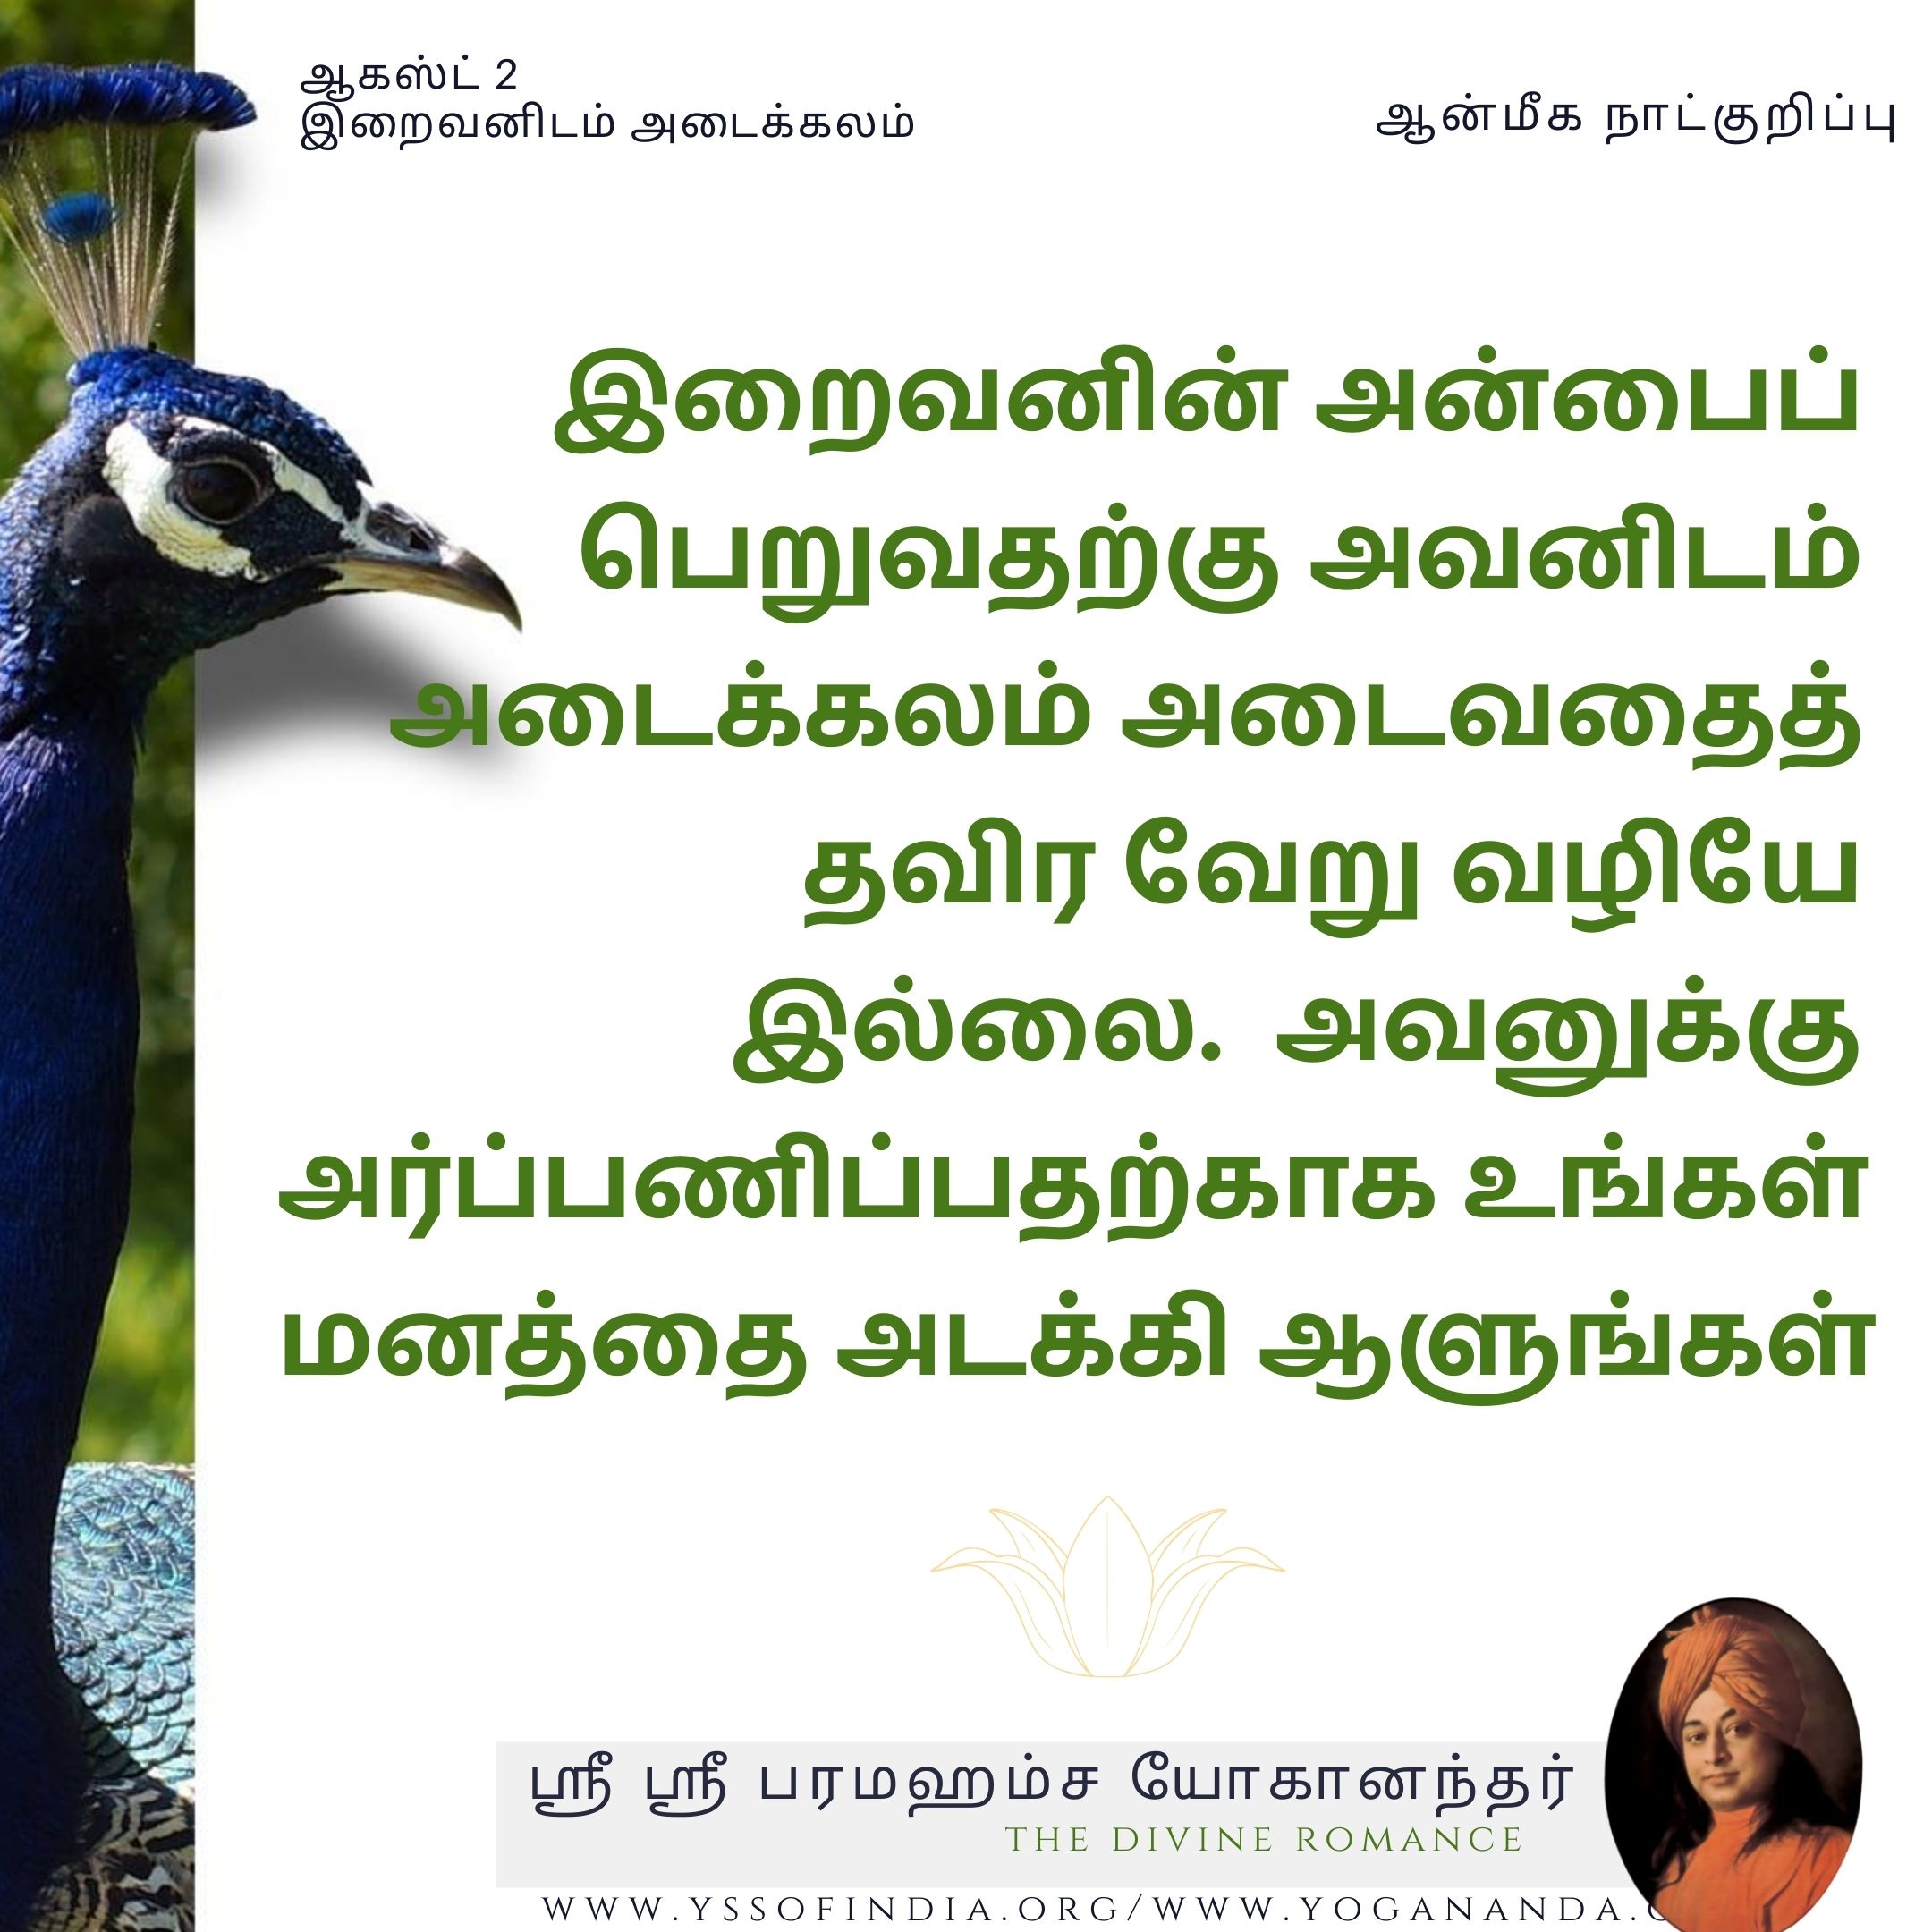 ஆகஸ்ட் 2
இறைவனிடம் அடைக்கலம்
ஆன்மீக நாட்குறிப்பு
இறைவனின் அன்பைப்
பெறுவதற்கு அவனிடம்
அடைக்கலம் அடைவதைத்
தவிர வேறு வழியே
இல்லை. அவனுக்கு
அர்ப்பணிப்பதற்காக உங்கள்
மனத்தை அடக்கி ஆளுங்கள்
ஸ்ரீ ஸ்ரீ பரமஹம்ச யோகானந்தர்
THE DIVINE ROMANCE
WWW.YSSOFINDIA.ORG/WWW.YOGANANDA.